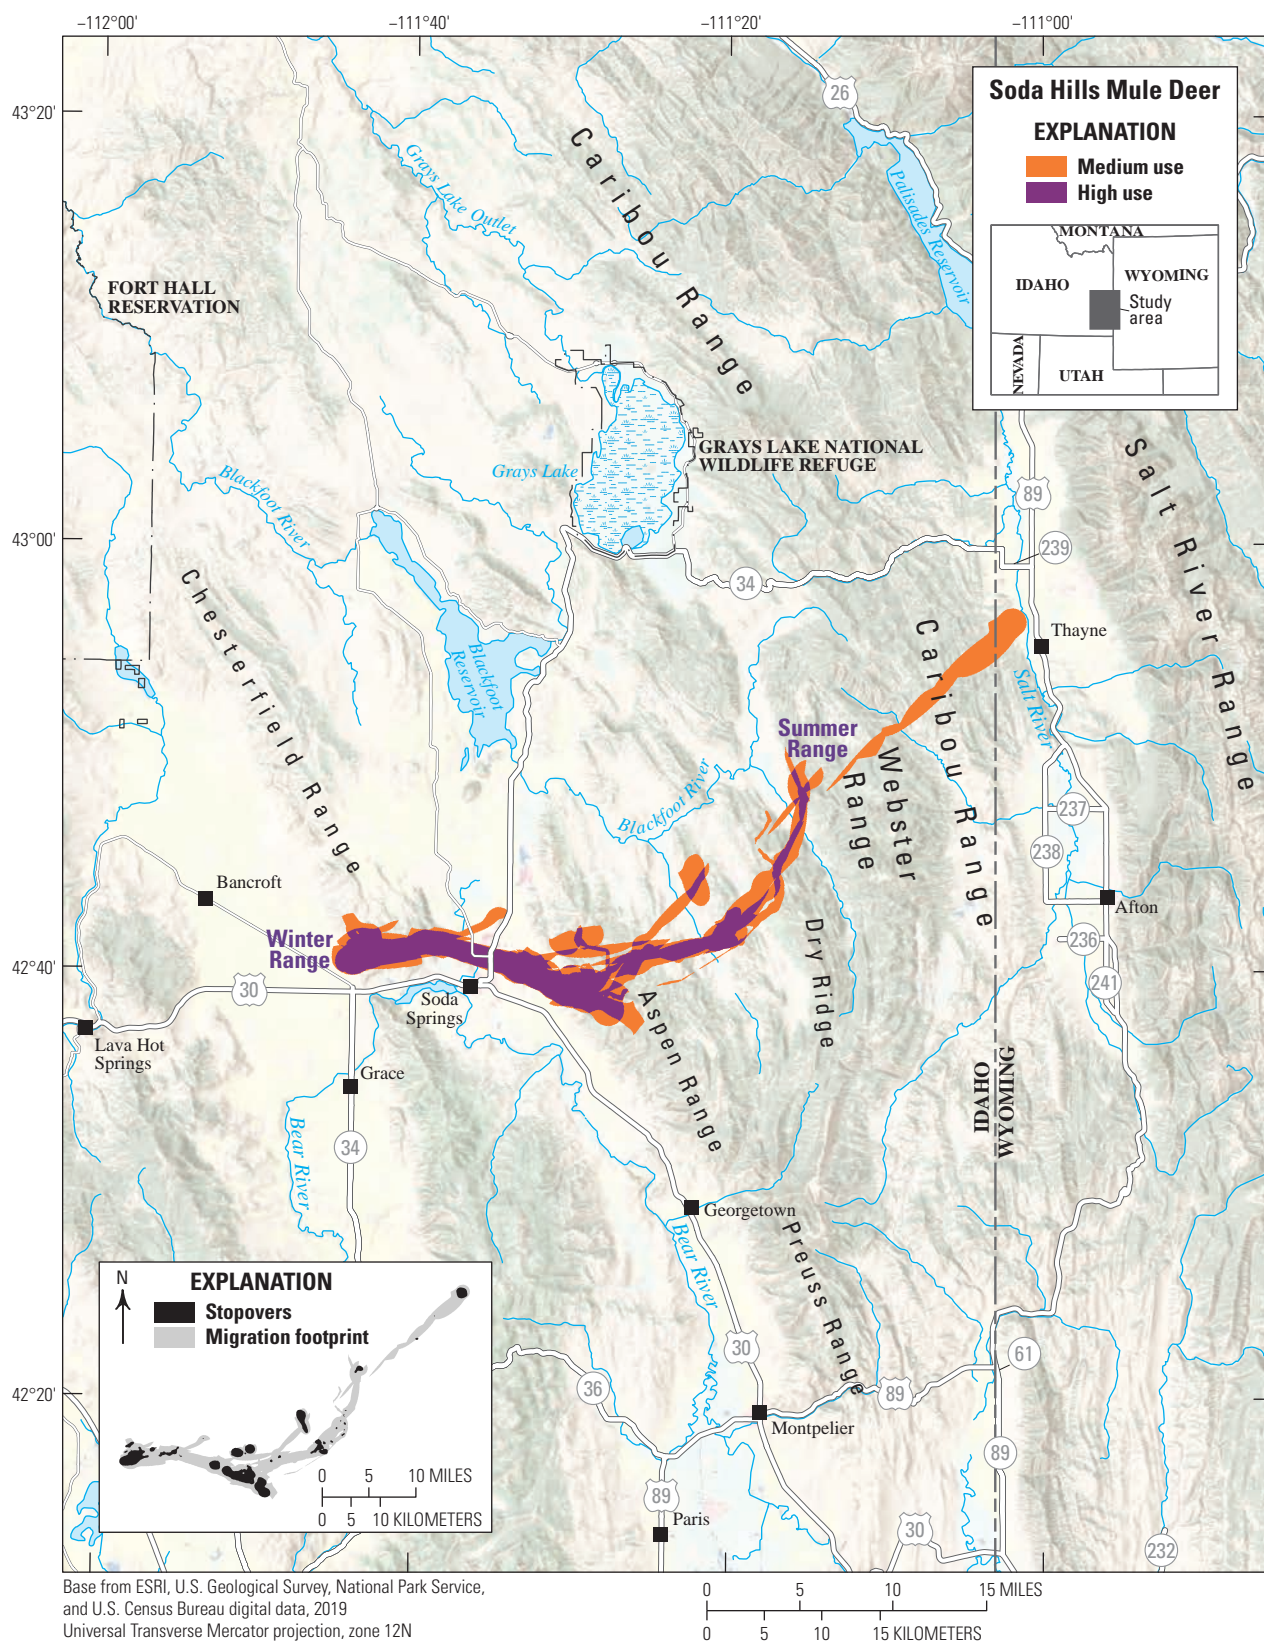 −112°00'
−111°40'
−111°20'
−111°00'
43°20'
43°00'
42°40'
42°20'
Soda Hills Mule Deer
EXPLANATION
Medium use
High use
MONTANA
IDAHO
WYOMING
Study
area
NEVADA
UTAH
26
Caribou Range
Grays Lake Outlet
Palisades Reservoir
FORT HALL
RESERVATION
GRAYS LAKE NATIONAL
WILDLIFE REFUGE
Grays Lake
Blackfoot River
Salt River Range
89
239
34
Chesterfield Range
Blackfoot
Reservoir
Caribou Range
Thayne
Salt River
Summer
Range
Webster
Range
Blackfoot River
237
238
Bancroft
Afton
Winter
Range
Dry Ridge
236
241
30
Soda
Springs
Aspen Range
Lava Hot
Springs
Grace
IDAHO
WYOMING
Bear River
34
Georgetown
Bear River
Preuss Range
N
EXPLANATION
Stopovers
Migration footprint
0 5 10 MILES
0 5 10 KILOMETERS
30
61
36
89
Montpelier
89
89
Paris
30
232
Base from ESRI, U.S. Geological Survey, National Park Service,
and U.S. Census Bureau digital data, 2019
Universal Transverse Mercator projection, zone 12N
0 5 10 15 MILES
0 5 10 15 KILOMETERS